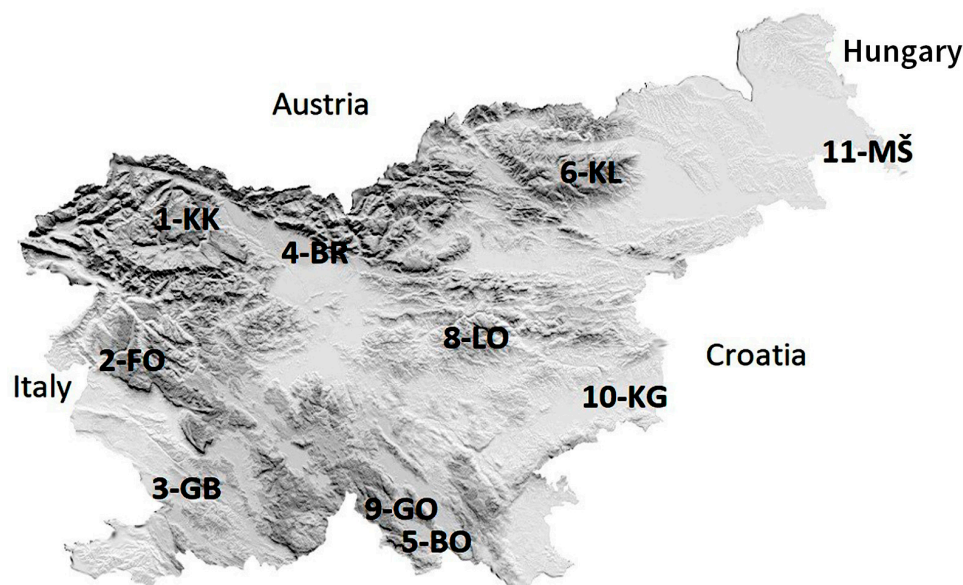 Hungary
Austria
11-MŠ
6-KL
1-KK
4-BR
8-LO
Croatia
2-FO
Italy
10-KG
3-GB
9-GO
5-BO